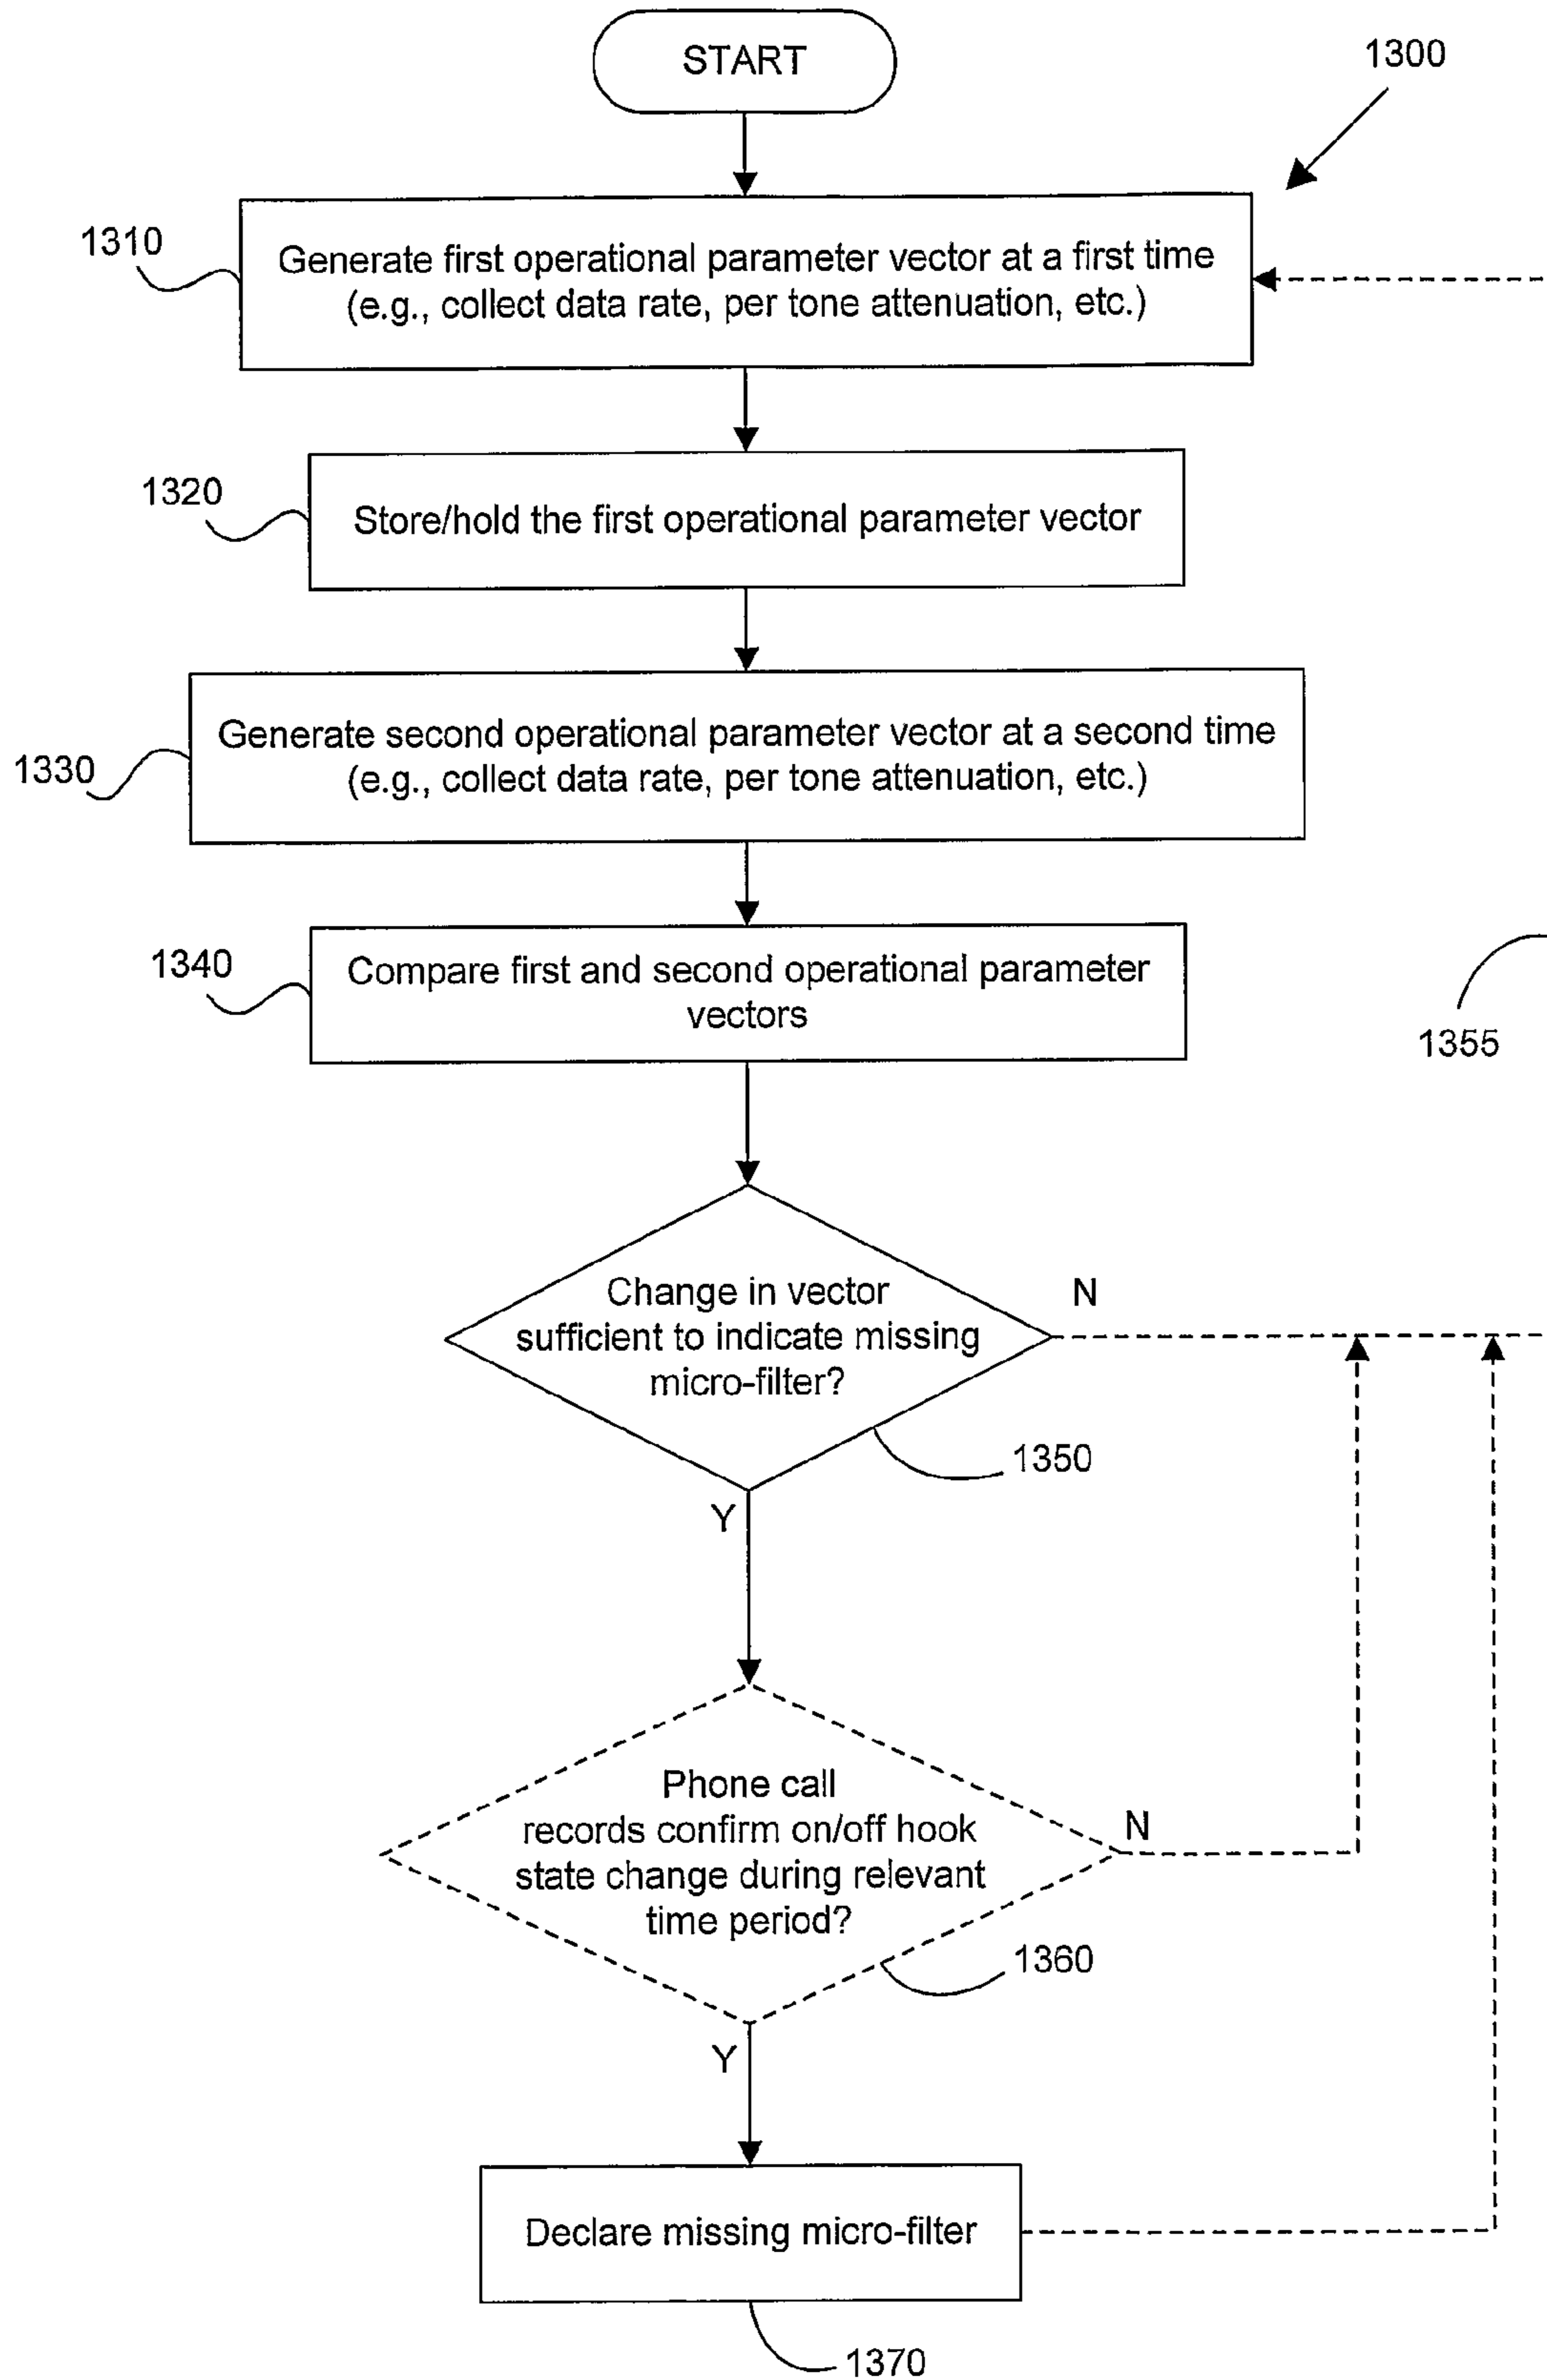 START
1300
1310
Generate first operational parameter vector at a first time
(e.g., collect data rate, per tone attenuation, etc.)
1320
Store/hold the first operational parameter vector
Generate second operational parameter vector at a second time
1330
(e.g., collect data rate, per tone attenuation, etc.)
1340
Compare first and second operational parameter
vectors
1355
Change in vector
sufficient to indicate missing
micro-filter?
N
1350
Y
Phone call
records confirm on/off hook
state change during relevant
time period?
N
1360
Y
Declare missing micro-filter
1370